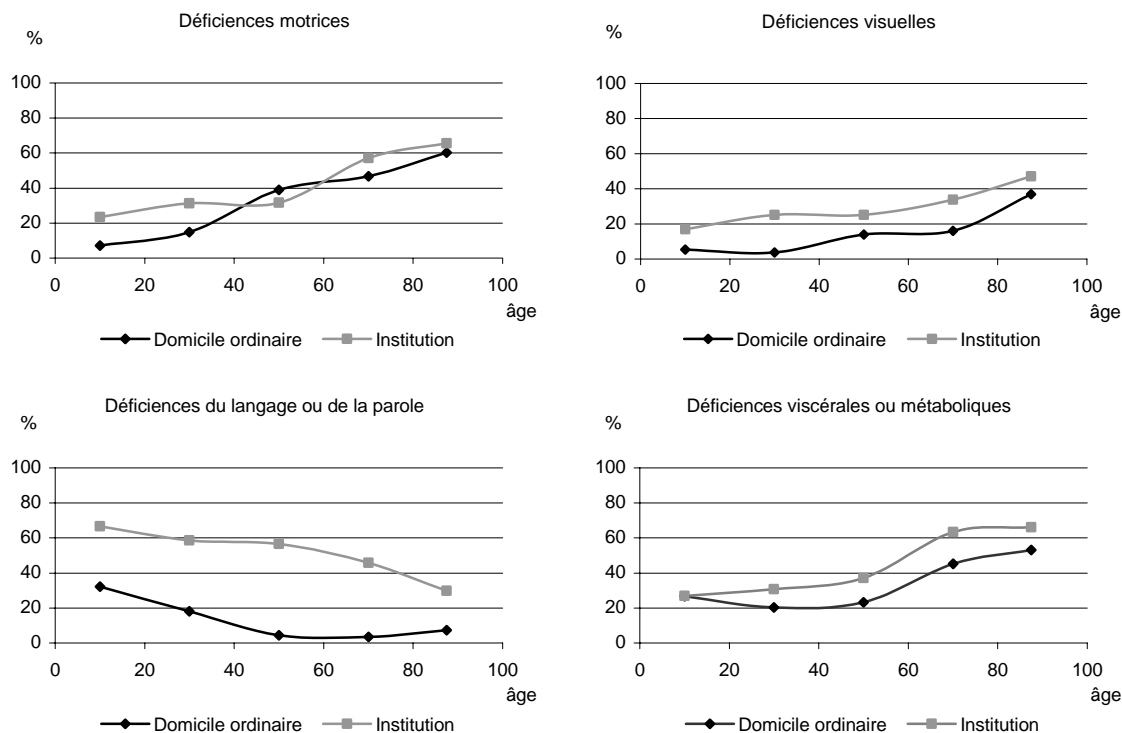 Déficiences motrices
%
100
80
60
40
20
0
0 20 40 60 80 100
âge
Domicile ordinaire Institution
Déficiences visuelles
%
100
80
60
40
20
0
0 20 40 60 80 100
âge
Domicile ordinaire Institution
Déficiences du langage ou de la parole
%
100
80
60
40
20
0
0 20 40 60 80 100
âge
Domicile ordinaire Institution
Déficiences viscérales ou métaboliques
%
100
80
60
40
20
0
0 20 40 60 80 100
âge
Domicile ordinaire Institution